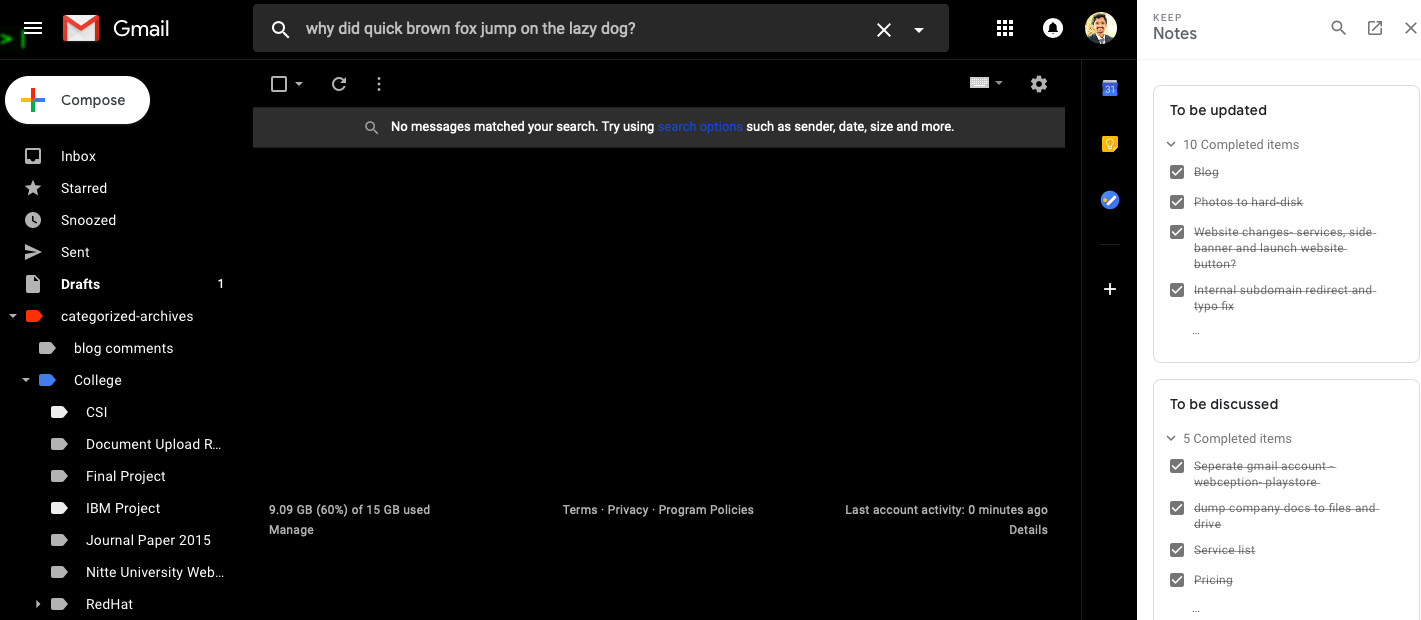 Gmail
why did quick brown fox jump on the lazy dog?
Compose
Inbox
Starred
Snoozed
Sent
Drafts 1
categorized-archives
blog comments
College
CSI
Document Upload R...
Final Project
IBM Project
Journal Paper 2015
Nitte University Web...
RedHat
No messages matched your search. Try using search options such as sender, date, size and more.
9.09 GB (60%) of 15 GB used
Manage
Terms · Privacy · Program Policies
Last account activity: 0 minutes ago
Details
31
KEEP
Notes
To be updated
10 Completed items
Blog
Photos to hard-disk
Website changes- services, side
banner and launch website
button?
Internal subdomain redirect and
typo fix
...
To be discussed
5 Completed items
Seperate gmail account -
webception- playstore
dump company docs to files and
drive
Service list
Pricing
...